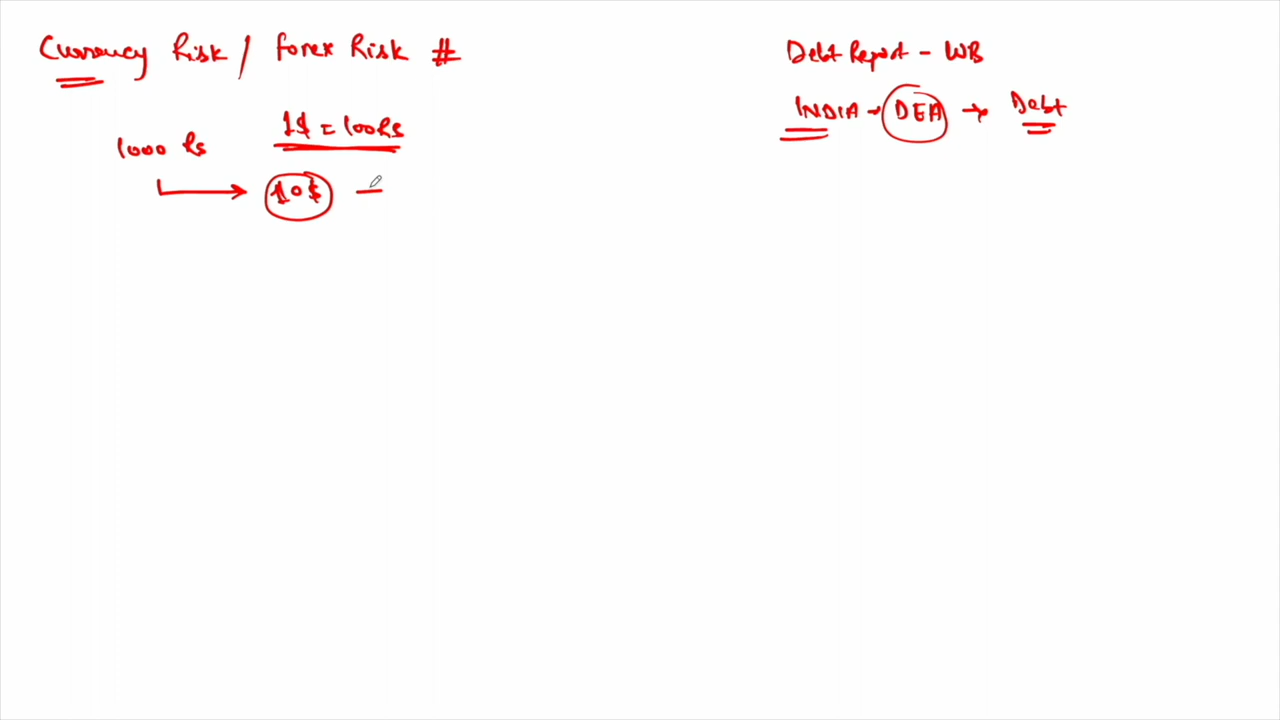 Currency Risk / Forex Risk #
1$ = 100Rs
1000 Rs
10$ —
Debt Report - WB
INDIA - DEA → Debt